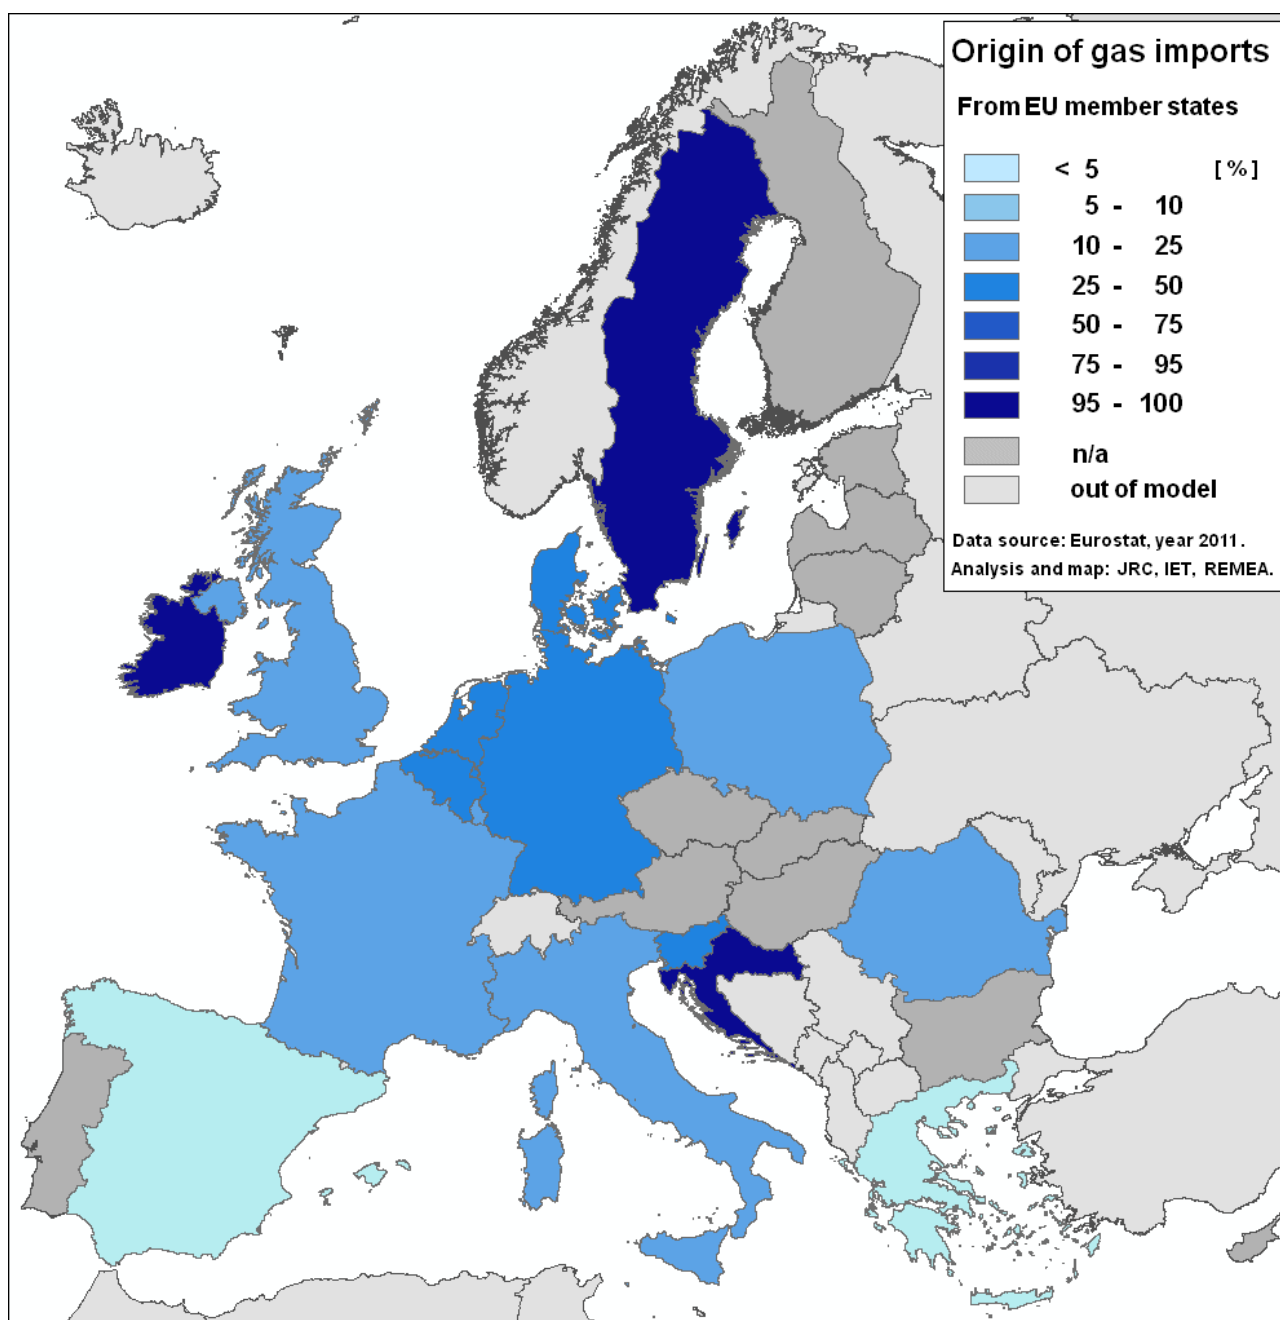 Origin of gas imports
From EU member states
< 5 [%]
5 - 10
10 - 25
25 - 50
50 - 75
75 - 95
95 - 100
n/a
out of model
Data source: Eurostat, year 2011.
Analysis and map: JRC, IET, REMEA.